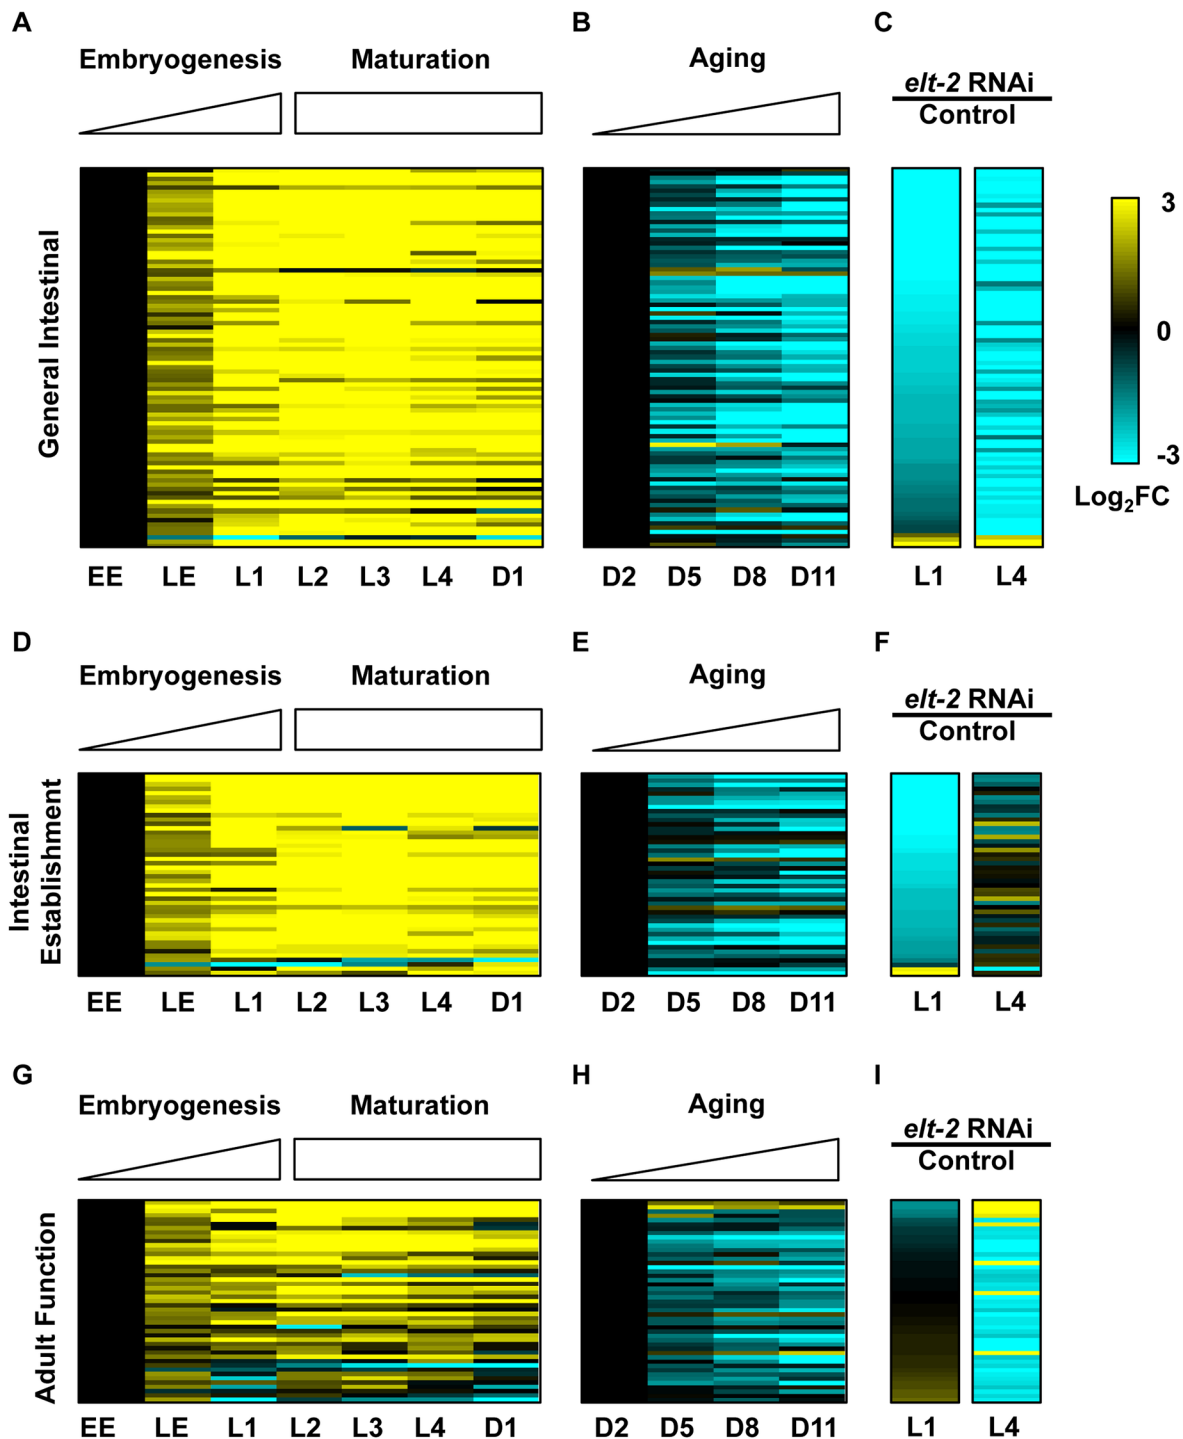 A
B
C
Embryogenesis Maturation
Aging
elt-2 RNAi
Control
General Intestinal
3
0
-3
Log2FC
EE LE L1 L2 L3 L4 D1
D2 D5 D8 D11
L1 L4
D
E
F
Embryogenesis Maturation
Aging
elt-2 RNAi
Control
Intestinal
Establishment
EE LE L1 L2 L3 L4 D1
D2 D5 D8 D11
L1 L4
G
H
I
Embryogenesis Maturation
Aging
elt-2 RNAi
Control
Adult Function
EE LE L1 L2 L3 L4 D1
D2 D5 D8 D11
L1 L4